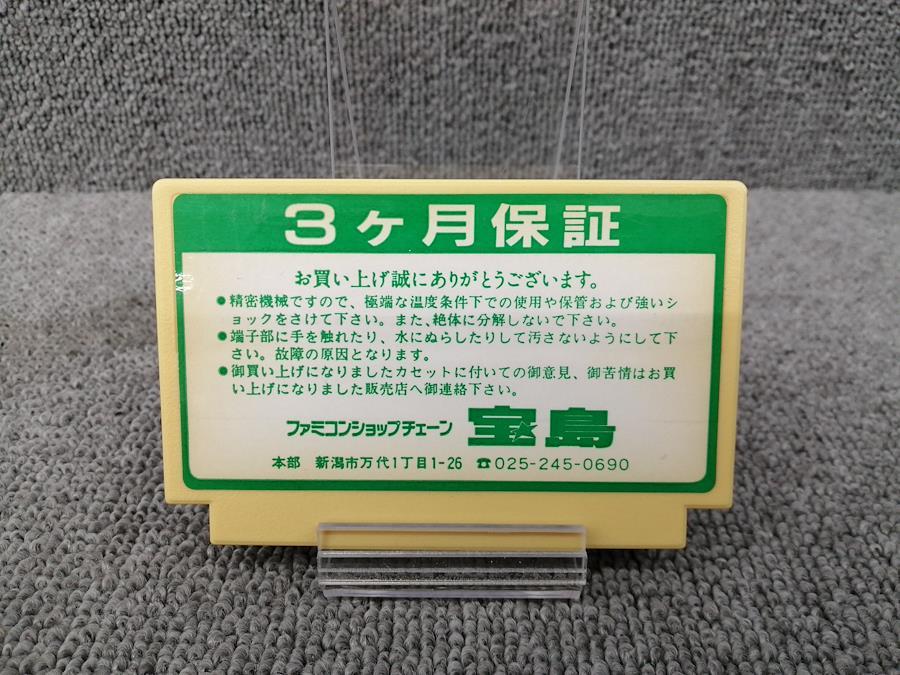 3ヶ月保証
お買い上げ誠にありがとうございます。
●精密機械ですので、極端な温度条件下での使用や保管および強いシ
ョックをさけて下さい。また、絶体に分解しないで下さい。
●端子部に手を触れたり、水にぬらしたりして汚さないようにして下
さい。故障の原因となります。
●御買い上げになりましたカセットに付いての御意見、御苦情はお買
い上げになりました販売店へ御連絡下さい。
ファミコンショップチェーン 宝島
本部 新潟市万代1丁目1-26 ☎025-245-0690